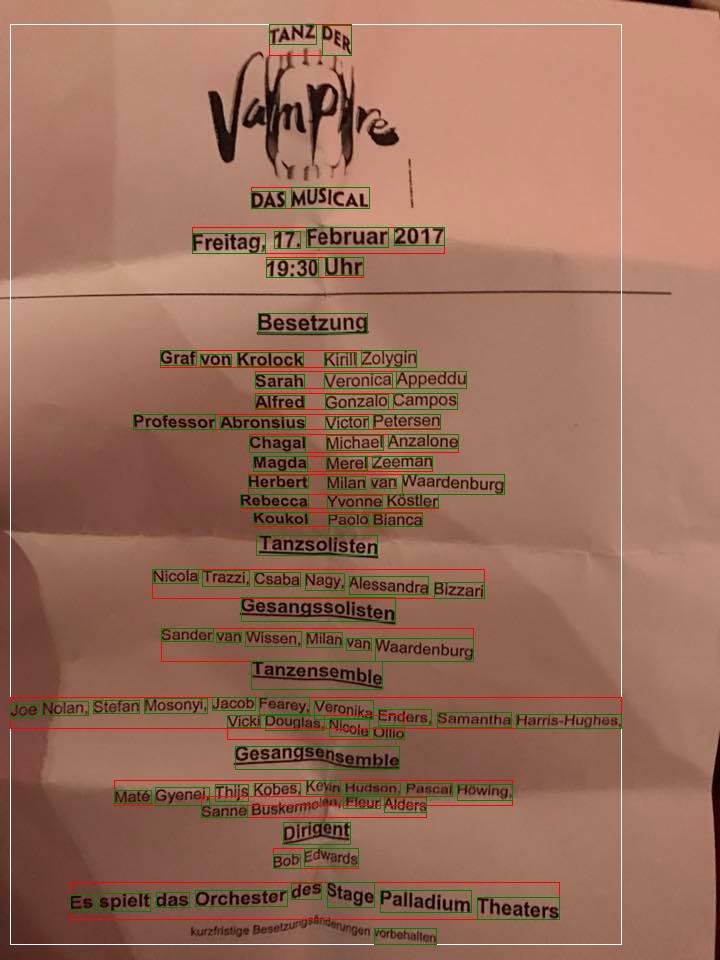 TANZ DER
Vampire
DAS MUSICAL
Freitag, 17. Februar 2017
19:30 Uhr
Besetzung
Graf von Krolock Kirill Zolygin
Sarah Veronica Appeddu
Alfred Gonzalo Campos
Professor Abronsius Victor Petersen
Chagal Michael Anzalone
Magda Merel Zeeman
Herbert Milan van Waardenburg
Rebecca Yvonne Köstler
Koukol Paolo Bianca
Tanzsolisten
Nicola Trazzi, Csaba Nagy, Alessandra Bizzari
Gesangssolisten
Sander van Wissen, Milan van Waardenburg
Tanzensemble
Joe Nolan, Stefan Mosonyi, Jacob Fearey, Veronika Enders, Samantha Harris-Hughes,
Vicki Douglas, Nicole Ollio
Gesangsensemble
Maté Gyenei, Thijs Kobes, Kevin Hudson, Pascal Höwing,
Sanne Buskermolen, Fleur Alders
Dirigent
Bob Edwards
Es spielt das Orchester des Stage Palladium Theaters
kurzfristige Besetzungsänderungen vorbehalten